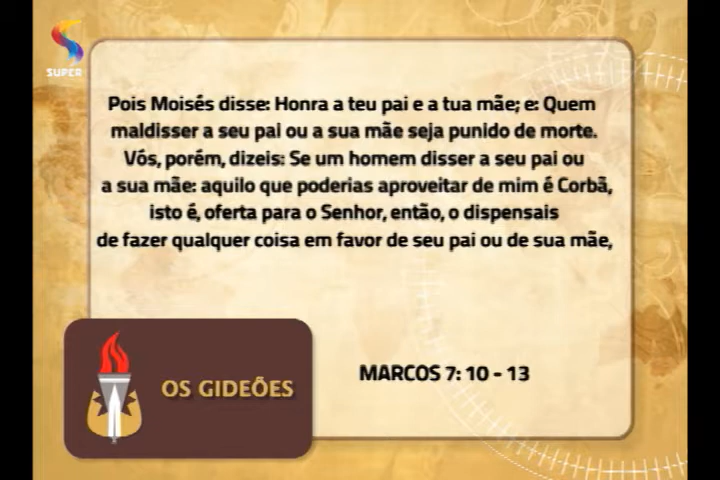 SUPER
Pois Moisés disse: Honra a teu pai e a tua mãe; e: Quem
maldisser a seu pai ou a sua mãe seja punido de morte.
Vós, porém, dizeis: Se um homem disser a seu pai ou
a sua mãe: aquilo que poderias aproveitar de mim é Corbã,
isto é, oferta para o Senhor, então, o dispensais
de fazer qualquer coisa em favor de seu pai ou de sua mãe,
OS GIDEÕES
MARCOS 7: 10 - 13